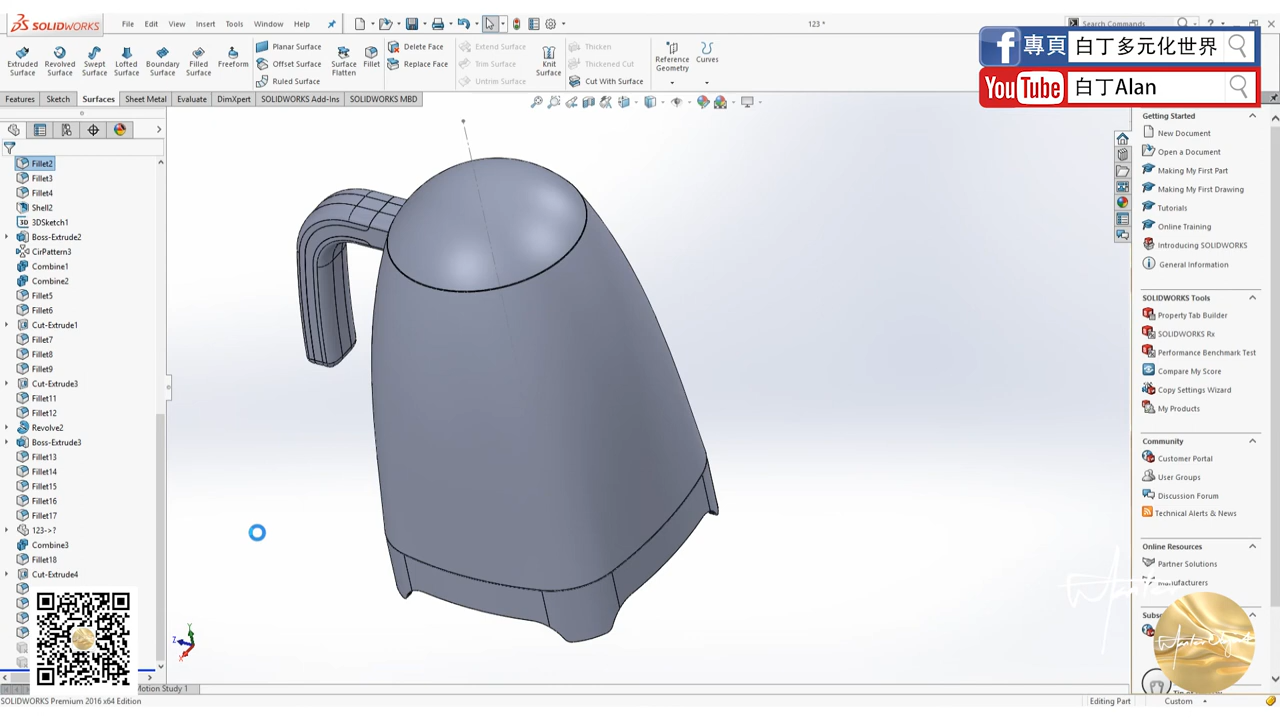 SOLIDWORKS
File Edit View Insert Tools Window Help
123 *
Search Commands
專頁 白丁多元化世界
YouTube 白丁Alan
Extruded Surface
Revolved Surface
Swept Surface
Lofted Surface
Boundary Surface
Filled Surface
Freeform
Planar Surface
Offset Surface
Ruled Surface
Surface Flatten
Fillet
Delete Face
Replace Face
Extend Surface
Trim Surface
Untrim Surface
Knit Surface
Thicken
Thickened Cut
Cut With Surface
Reference Geometry
Curves
Features Sketch Surfaces Sheet Metal Evaluate DimXpert SOLIDWORKS Add-Ins SOLIDWORKS MBD
Fillet2
Fillet3
Fillet4
Shell2
3D 3DSketch1
Boss-Extrude2
CirPattern3
Combine1
Combine2
Fillet5
Fillet6
Cut-Extrude1
Fillet7
Fillet8
Fillet9
Cut-Extrude3
Fillet11
Fillet12
Revolve2
Boss-Extrude3
Fillet13
Fillet14
Fillet15
Fillet16
Fillet17
123->?
Combine3
Fillet18
Cut-Extrude4
Y
Z
X
Motion Study 1
SOLIDWORKS Premium 2016 x64 Edition
Getting Started
New Document
Open a Document
Making My First Part
Making My First Drawing
Tutorials
Online Training
Introducing SOLIDWORKS
General Information
SOLIDWORKS Tools
Property Tab Builder
SOLIDWORKS Rx
Performance Benchmark Test
Compare My Score
Copy Settings Wizard
My Products
Community
Customer Portal
User Groups
Discussion Forum
Technical Alerts & News
Online Resources
Partner Solutions
Manufacturers
Editing Part
Custom